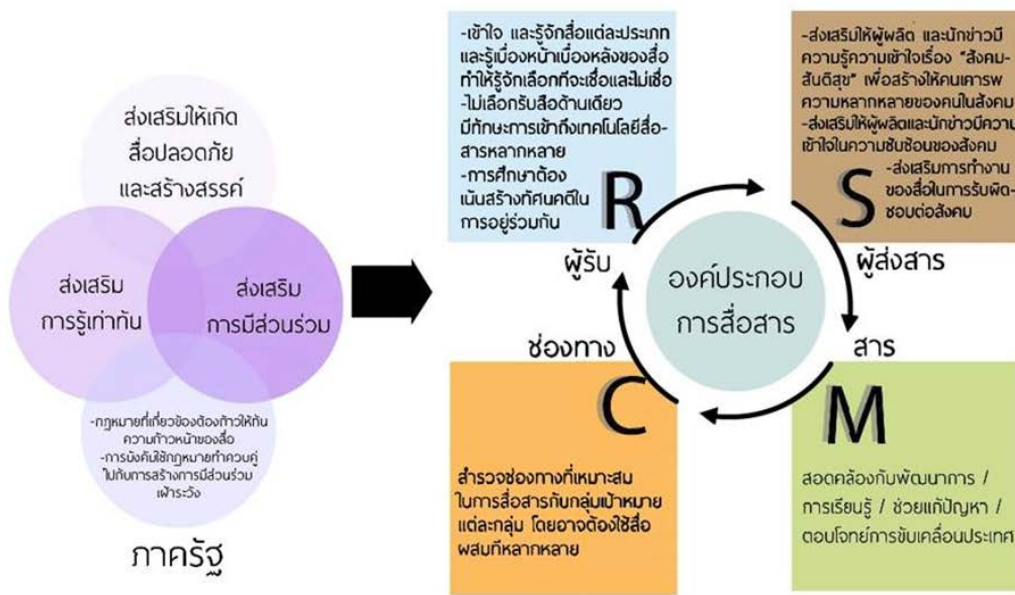 ส่งเสริมให้เกิด
สื่อปลอดภัย
และสร้างสรรค์
ส่งเสริม
การรู้เท่าทัน
ส่งเสริม
การมีส่วนร่วม
-กฎหมายที่เกี่ยวข้องต้องก้าวให้ทัน
ความก้าวหน้าของสื่อ
-การบังคับใช้กฎหมายทำควบคู่
ไปกับการสร้างการมีส่วนร่วม
เฝ้าระวัง
ภาครัฐ
-เข้าใจ และรู้จักสื่อแต่ละประเภท
และรู้เบื่องหน้าเบื่องหลังของสื่อ
ทำให้รู้จักเลือกที่จะเชื่อและไม่เชื่อ
-ไม่เลือกรับสื่อด้านเดียว
มีทักษะการเข้าถึงเทคโนโลยีสื่อ-
สารหลากหลาย
-การศึกษาต้อง
เน้นสร้างทัศนคติใน
การอยู่ร่วมกัน
R
ผู้รับ
-ส่งเสริมให้ผู้ผลิต และนักข่าวมี
ความรู้ความเข้าใจเรื่อง "สังคม-
สันติสุข" เพื่อสร้างให้คนเคารพ
ความหลากหลายของคนในสังคม
-ส่งเสริมให้ผู้ผลิตและนักข่าวมีความ
เข้าใจในความซับซ้อนของสังคม
-ส่งเสริมการทำงาน
ของสื่อในการรับผิด-
ชอบต่อสังคม
S
ผู้ส่งสาร
องค์ประกอบ
การสื่อสาร
ช่องทาง
C
สำรวจช่องทางที่เหมาะสม
ในการสื่อสารกับกลุ่มเป้าหมาย
แต่ละกลุ่ม โดยอาจต้องใช้สื่อ
ผสมที่หลากหลาย
สาร
M
สอดคล้องกับพัฒนาการ /
การเรียนรู้ / ช่วยแก้ปัญหา /
ตอบโจทย์การขับเคลื่อนประเทศ